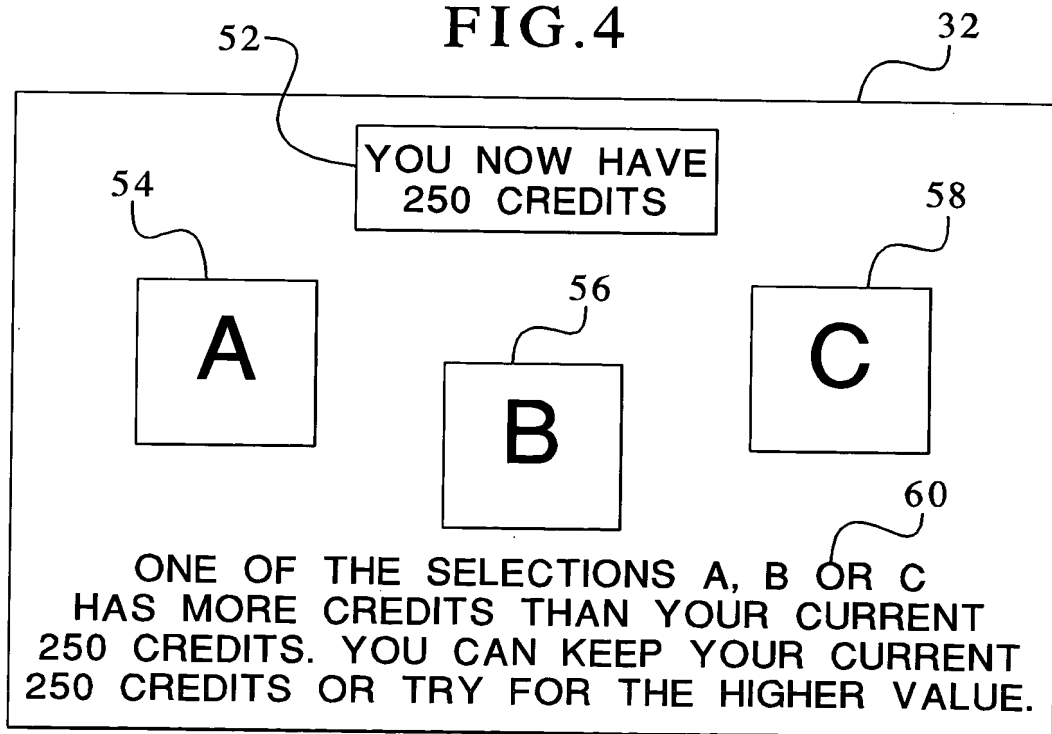 FIG.4
52
32
YOU NOW HAVE
250 CREDITS
54
58
A
56
C
B
60
ONE OF THE SELECTIONS A, B OR C
HAS MORE CREDITS THAN YOUR CURRENT
250 CREDITS. YOU CAN KEEP YOUR CURRENT
250 CREDITS OR TRY FOR THE HIGHER VALUE.